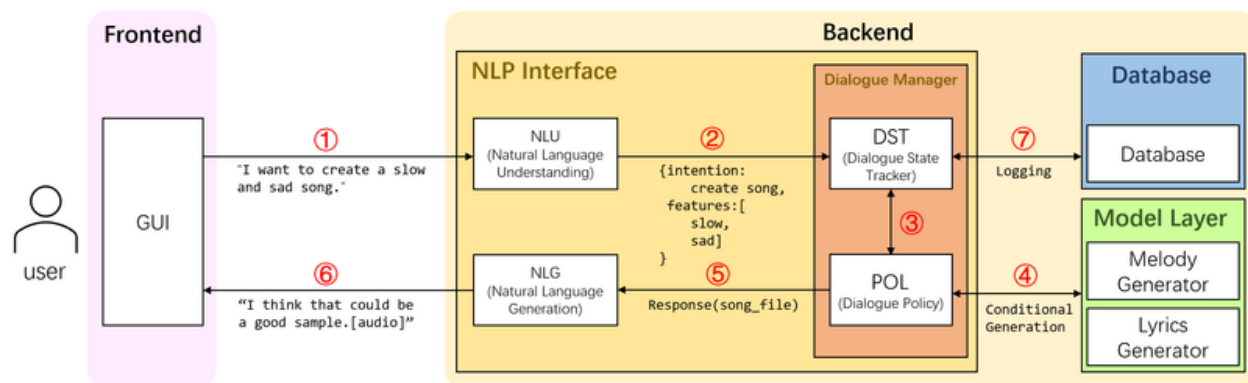 Frontend
Backend
NLP Interface
Dialogue Manager
Database
①
NLU
(Natural Language
Understanding)
②
DST
(Dialogue State
Tracker)
⑦
Database
"I want to create a slow
and sad song."
{intention:
create song,
features:[
slow,
sad]
}
Logging
GUI
user
③
Model Layer
⑥
NLG
(Natural Language
Generation)
⑤
POL
(Dialogue Policy)
④
Melody
Generator
“I think that could be
a good sample.[audio]”
Response(song_file)
Conditional
Generation
Lyrics
Generator